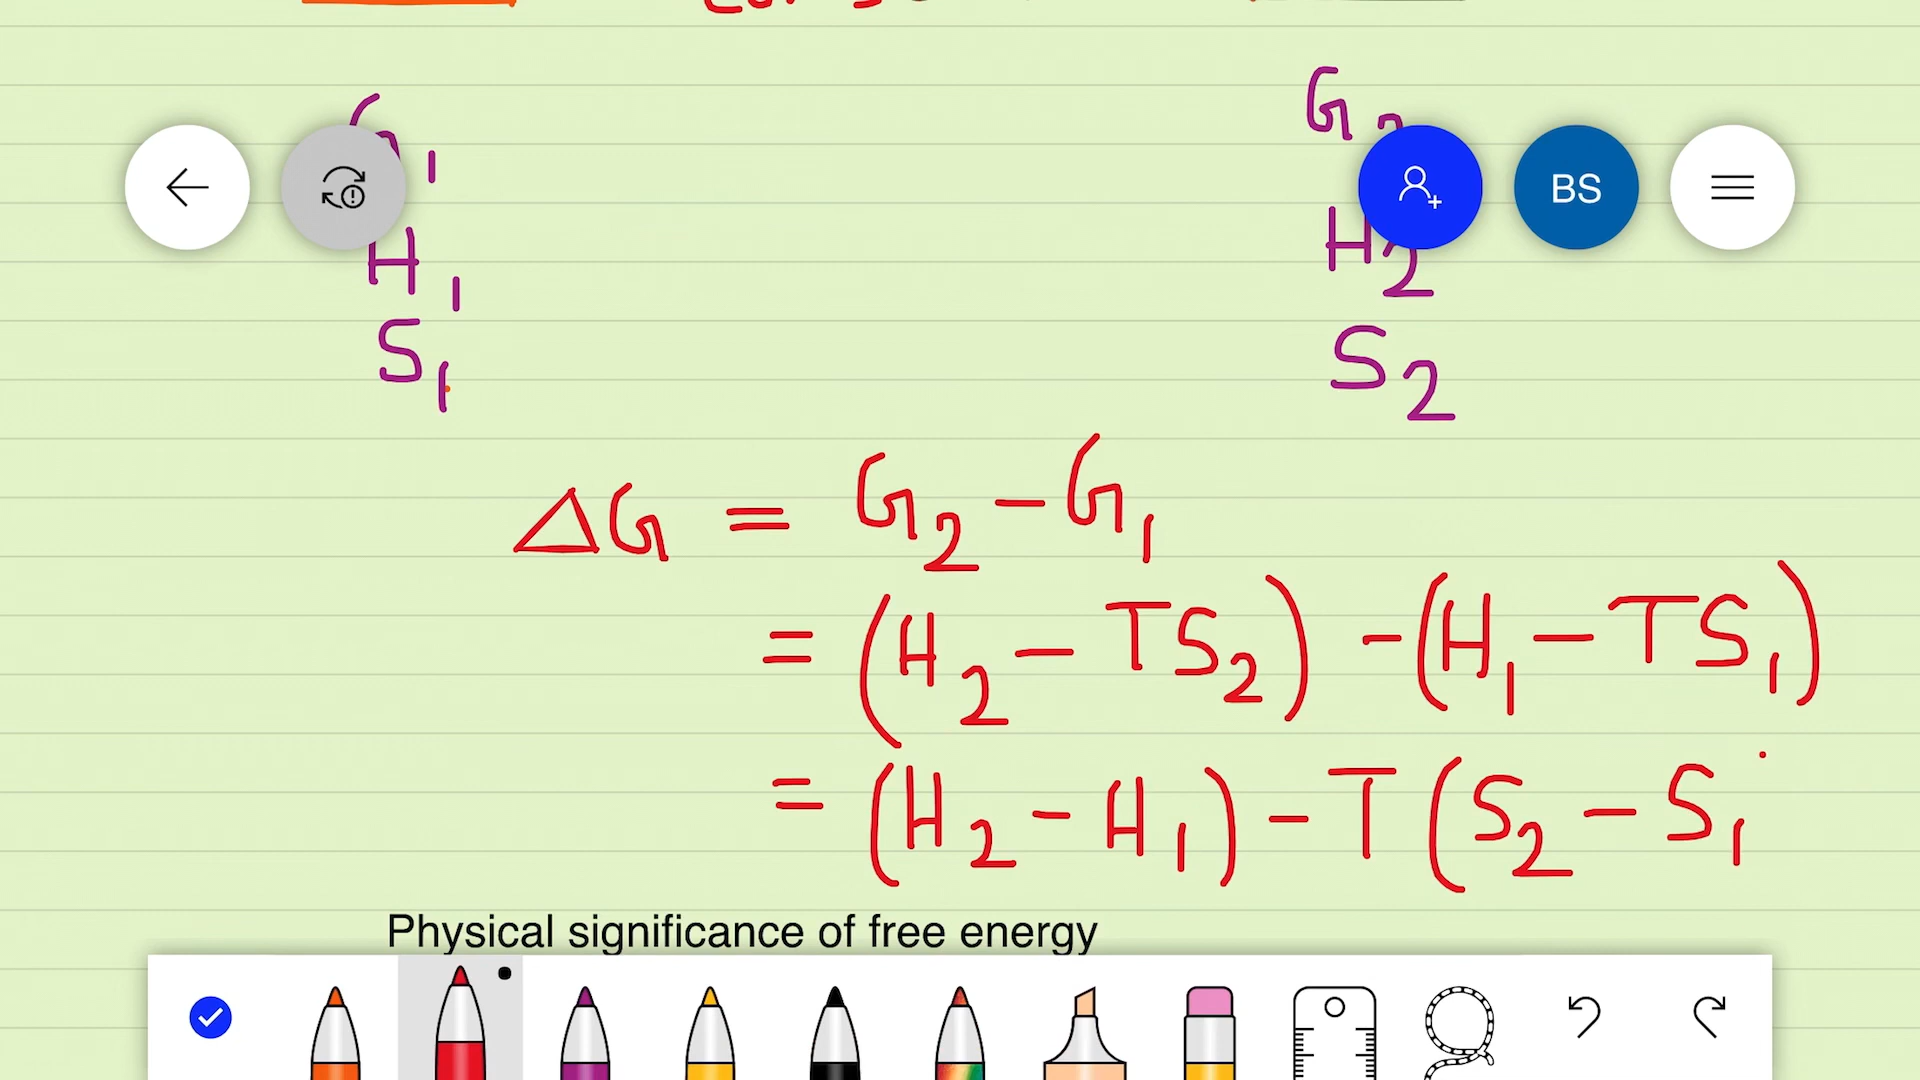 G₁ G₂
BS
H₁ H₂
S₁ S₂
ΔG = G₂ - G₁
= (H₂ - TS₂) - (H₁ - TS₁)
= (H₂ - H₁) - T (S₂ - S₁
Physical significance of free energy